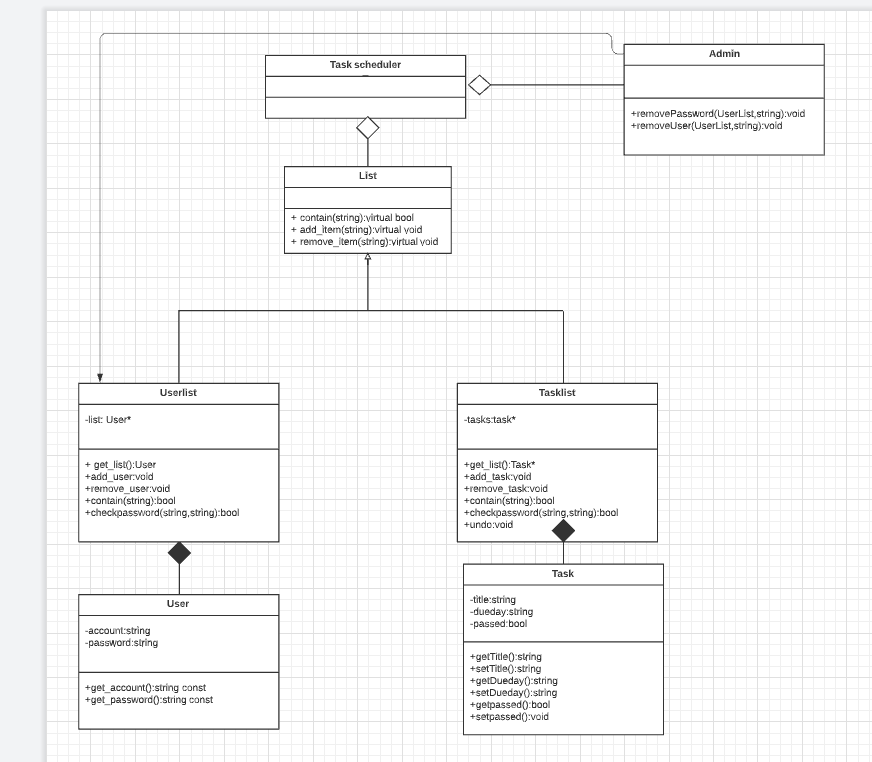 Task scheduler
Admin
+removePassword(UserList,string):void
+removeUser(UserList,string):void
List
+ contain(string):virtual bool
+ add_item(string):virtual void
+ remove_item(string):virtual void
Userlist
-list: User*
+ get_list():User
+add_user:void
+remove_user:void
+contain(string):bool
+checkpassword(string,string):bool
Tasklist
-tasks:task*
+get_list():Task*
+add_task:void
+remove_task:void
+contain(string):bool
+checkpassword(string,string):bool
+undo:void
User
-account:string
-password:string
+get_account():string const
+get_password():string const
Task
-title:string
-dueday:string
-passed:bool
+getTitle():string
+setTitle():string
+getDueday():string
+setDueday():string
+getpassed():bool
+setpassed():void